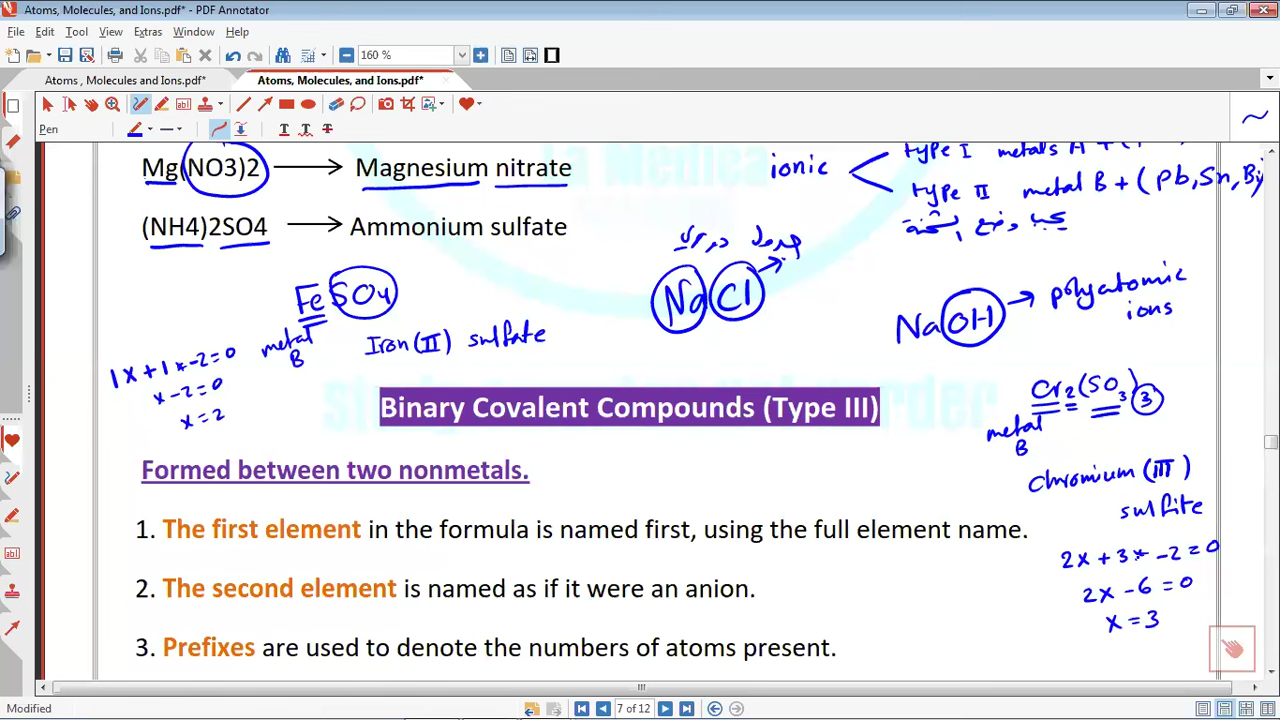 Atoms, Molecules, and Ions.pdf* - PDF Annotator
File Edit Tool View Extras Window Help
160 %
Atoms , Molecules and Ions.pdf*
Atoms, Molecules, and Ions.pdf*
Pen
La Medica
Mg(NO3)2 → Magnesium nitrate
ionic
type I metals A + (
type II metal B + (Pb, Sn, Bi)
(NH4)2SO4 → Ammonium sulfate
NaCl
FeSO4
metal B
Iron (II) sulfate
1x + 1 * -2 = 0
x - 2 = 0
x = 2
NaOH → polyatomic ions
Cr2(SO3)3
metal B
Chromium (III)
sulfite
2x + 3 * -2 = 0
2x - 6 = 0
x = 3
Binary Covalent Compounds (Type III)
Formed between two nonmetals.
1. The first element in the formula is named first, using the full element name.
2. The second element is named as if it were an anion.
3. Prefixes are used to denote the numbers of atoms present.
Modified
7 of 12